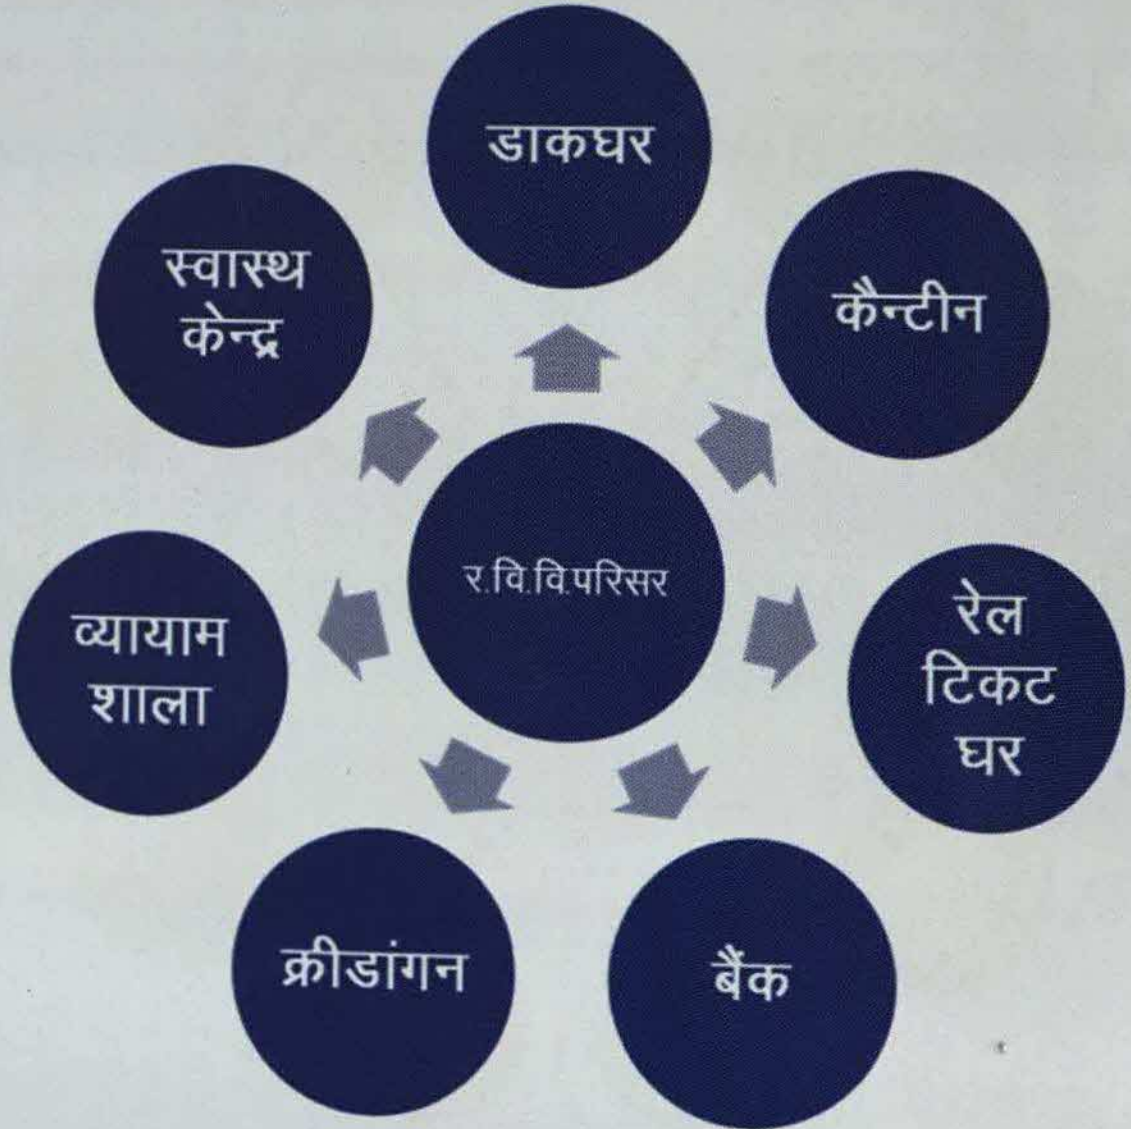 डाकघर
कैन्टीन
रेल
टिकट
घर
बैंक
क्रीडांगन
व्यायाम
शाला
स्वास्थ
केन्द्र
र.वि.वि.परिसर